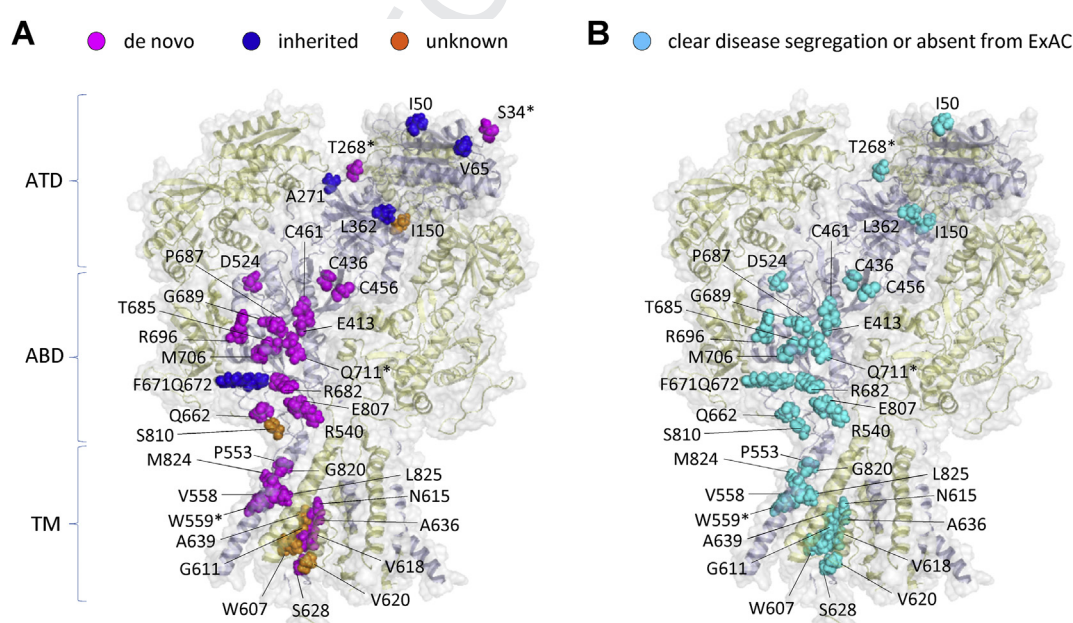 A
de novo
inherited
unknown
B
clear disease segregation or absent from ExAC
I50
S34*
T268*
V65
ATD
A271
L362
I150
C461
P687
D524
C436
G689
C456
T685
E413
R696
ABD
M706
Q711*
F671Q672
R682
E807
Q662
S810
R540
P553
M824
G820
L825
V558
N615
TM
W559*
A636
A639
G611
V618
W607
S628
V620
I50
T268*
L362
I150
C461
P687
D524
C436
G689
C456
T685
E413
R696
M706
Q711*
F671Q672
R682
E807
Q662
S810
R540
P553
M824
G820
L825
V558
N615
W559*
A636
A639
G611
V618
W607
S628
V620